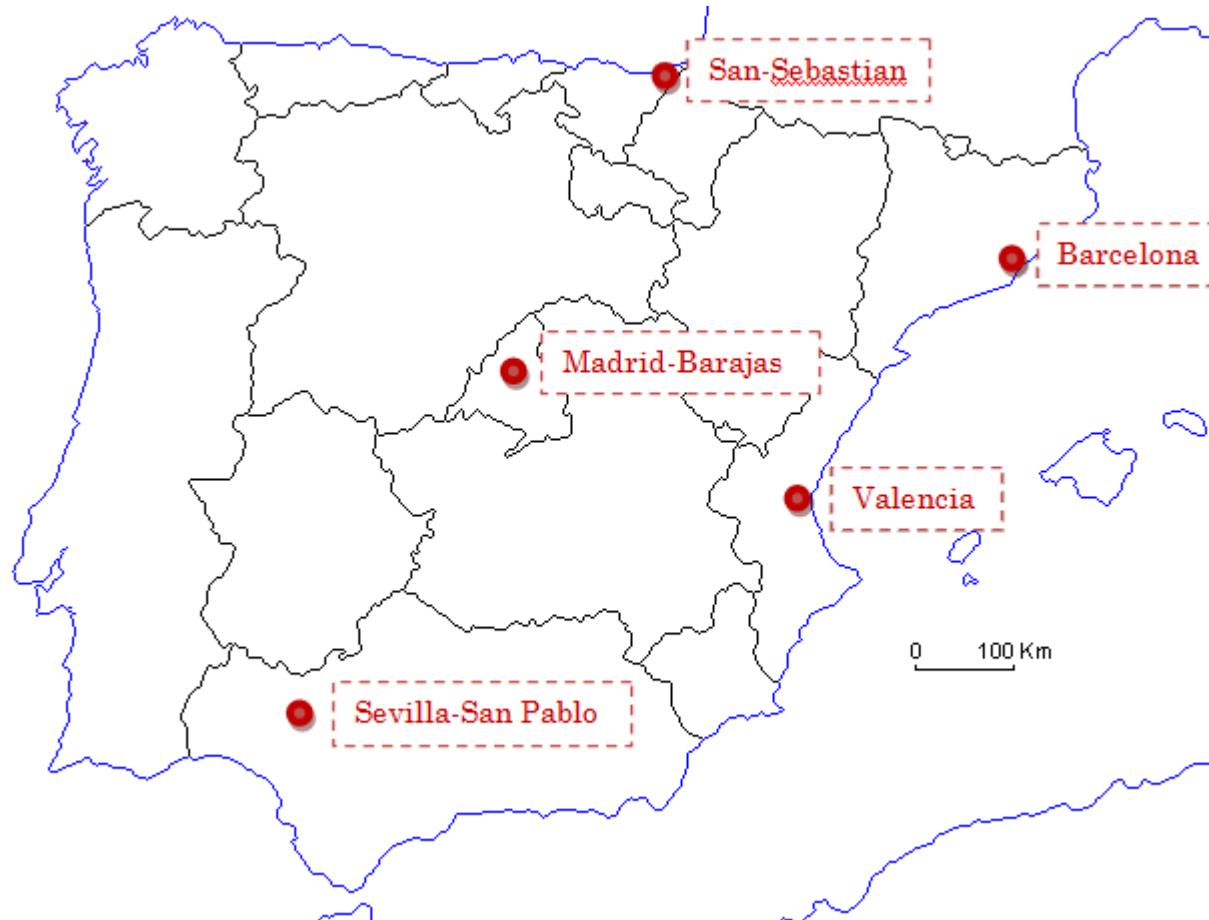 San-Sebastian
Barcelona
Madrid-Barajas
Valencia
0 100 Km
Sevilla-San Pablo